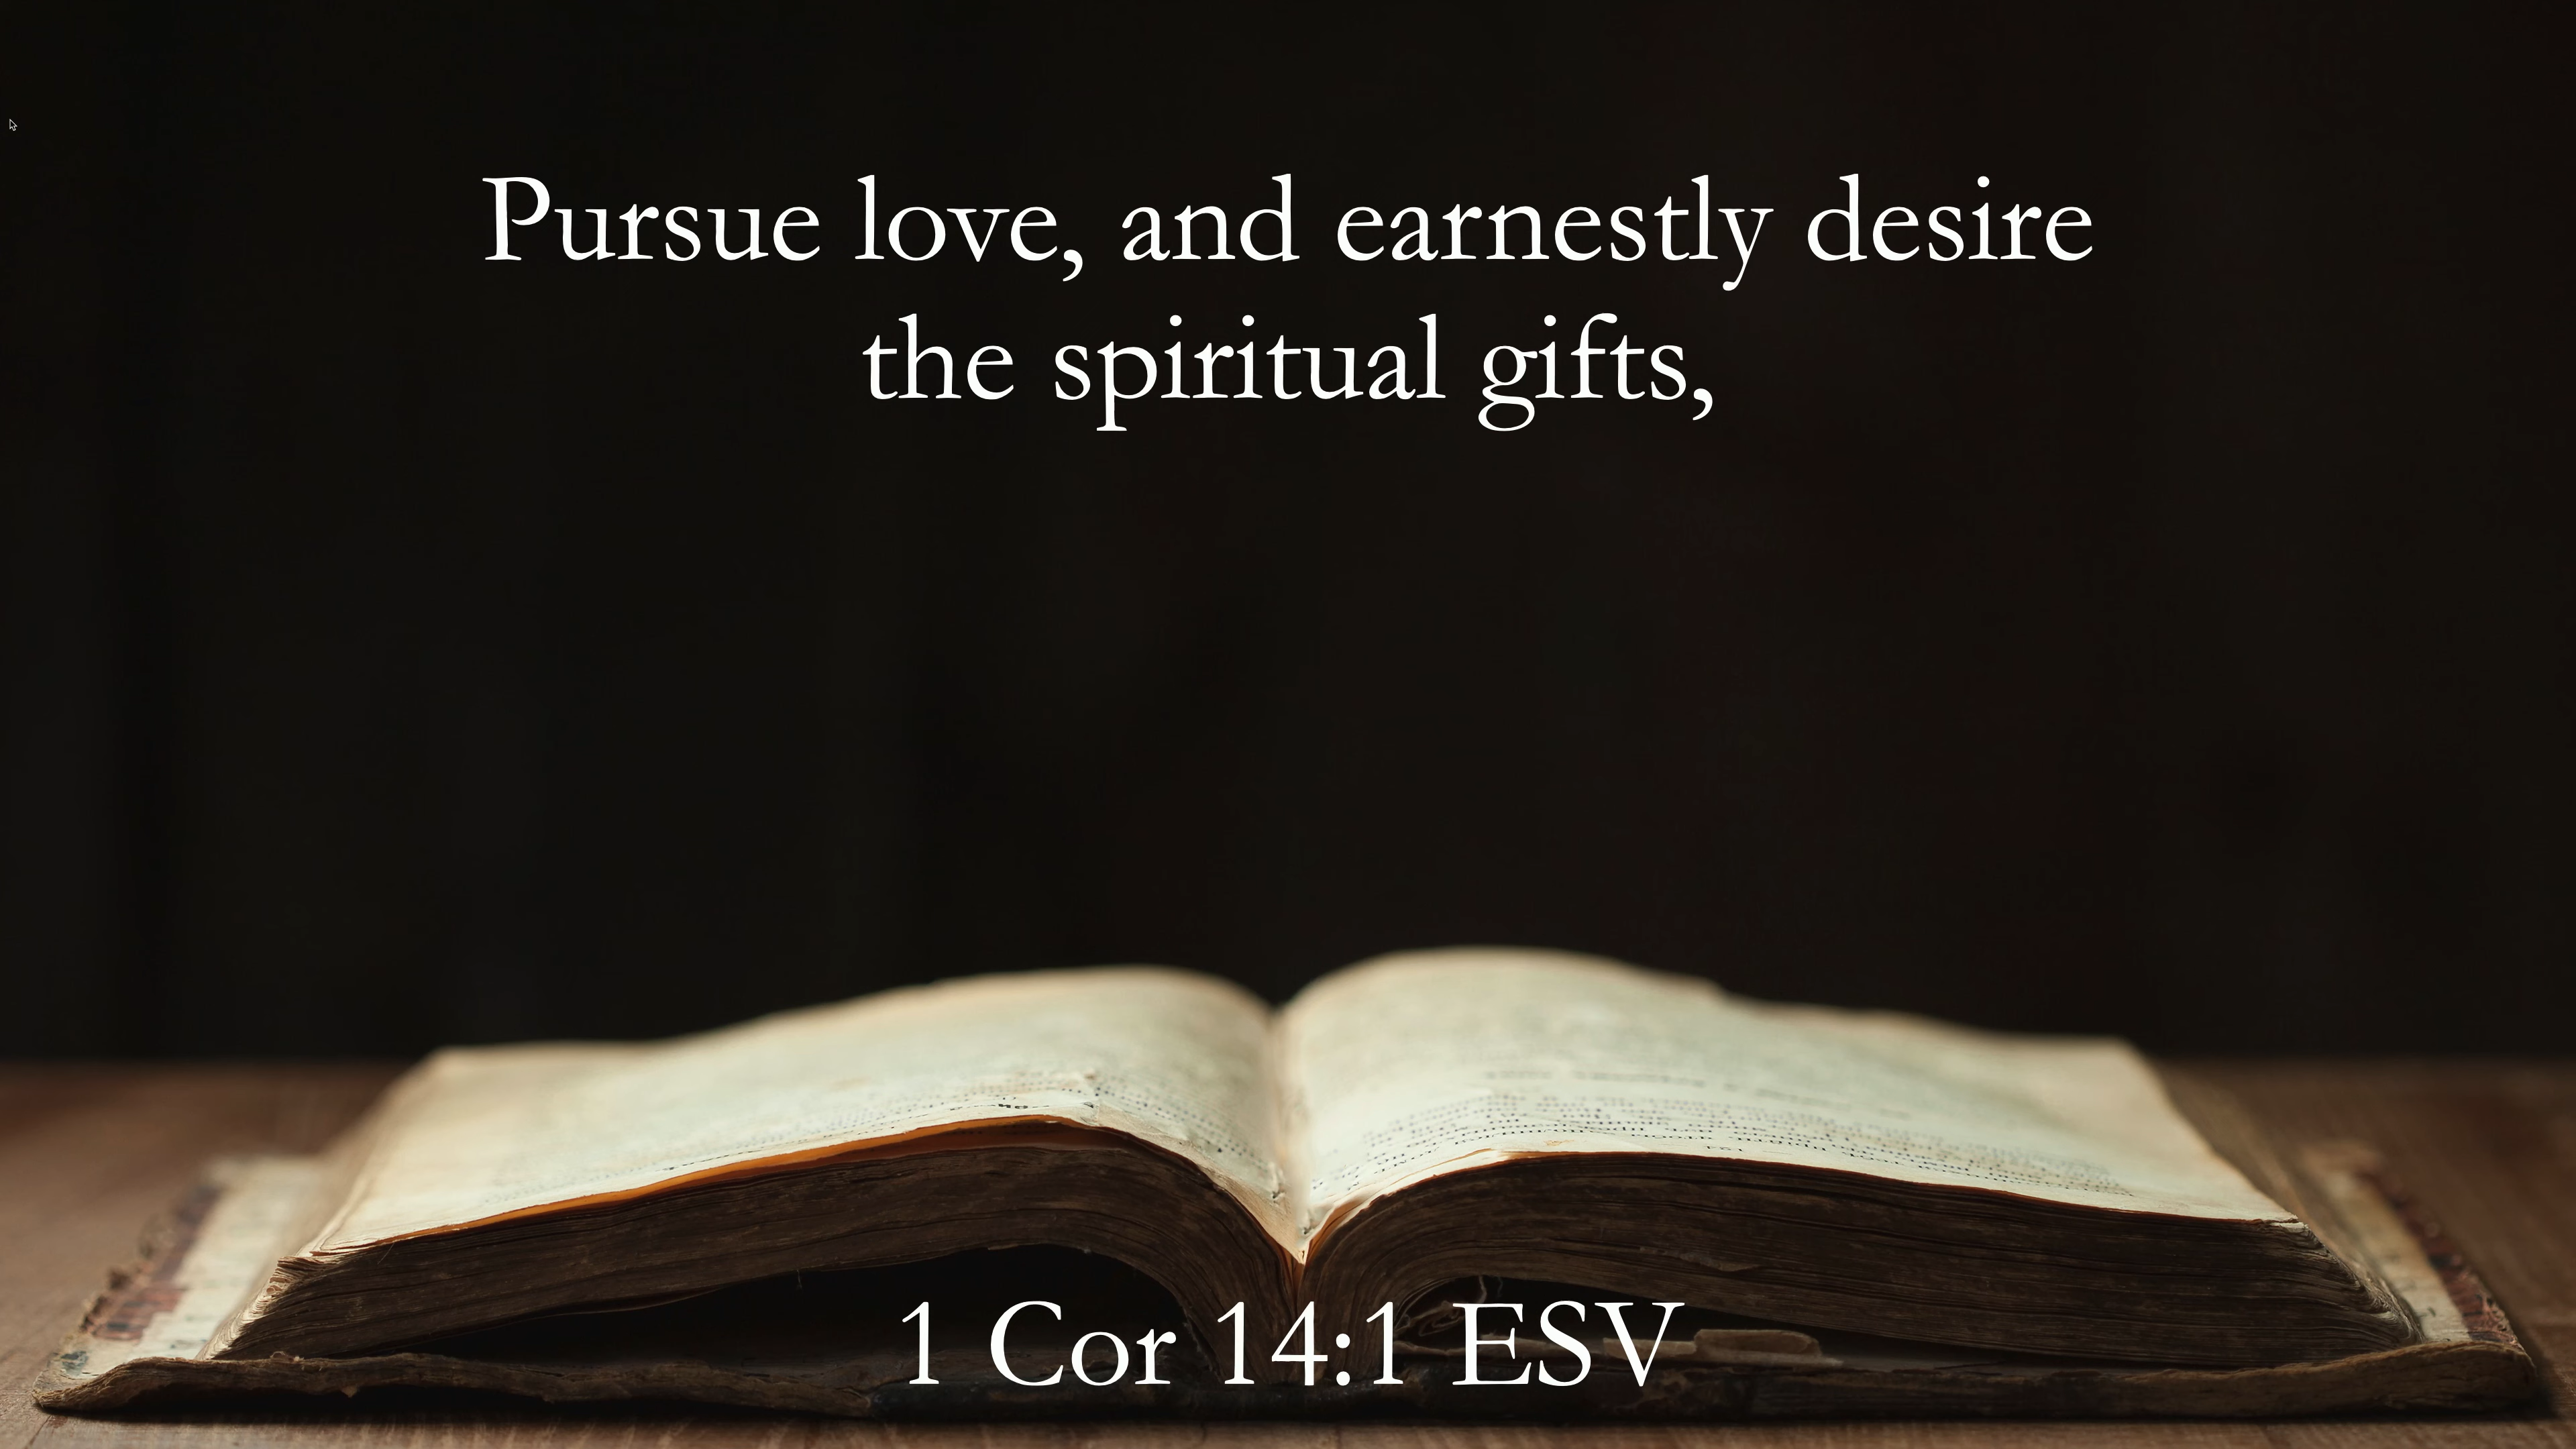 Pursue love, and earnestly desire
the spiritual gifts,
1 Cor 14:1 ESV